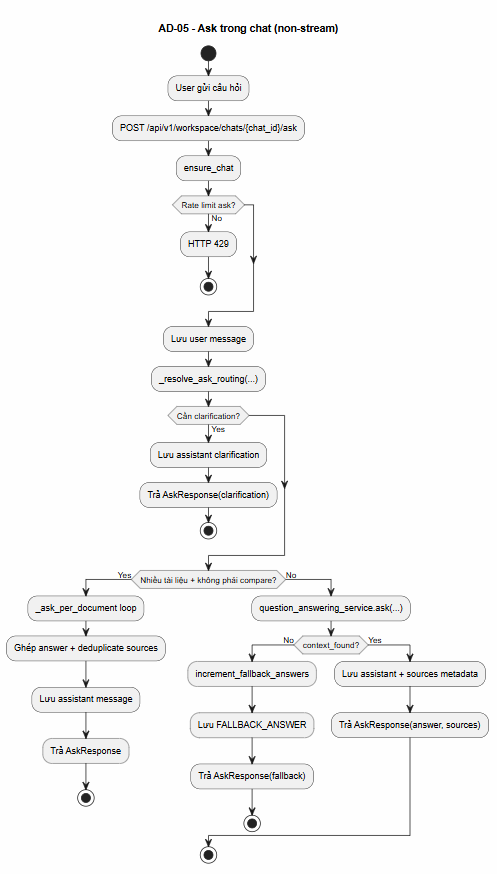 AD-05 - Ask trong chat (non-stream)
User gửi câu hỏi
POST /api/v1/workspace/chats/{chat_id}/ask
ensure_chat
Rate limit ask?
No
HTTP 429
Lưu user message
_resolve_ask_routing(...)
Cần clarification?
Yes
Lưu assistant clarification
Trả AskResponse(clarification)
Nhiều tài liệu + không phải compare?
Yes
No
_ask_per_document loop
question_answering_service.ask(...)
Ghép answer + deduplicate sources
context_found?
No
Yes
increment_fallback_answers
Lưu assistant + sources metadata
Lưu assistant message
Lưu FALLBACK_ANSWER
Trả AskResponse(answer, sources)
Trả AskResponse
Trả AskResponse(fallback)